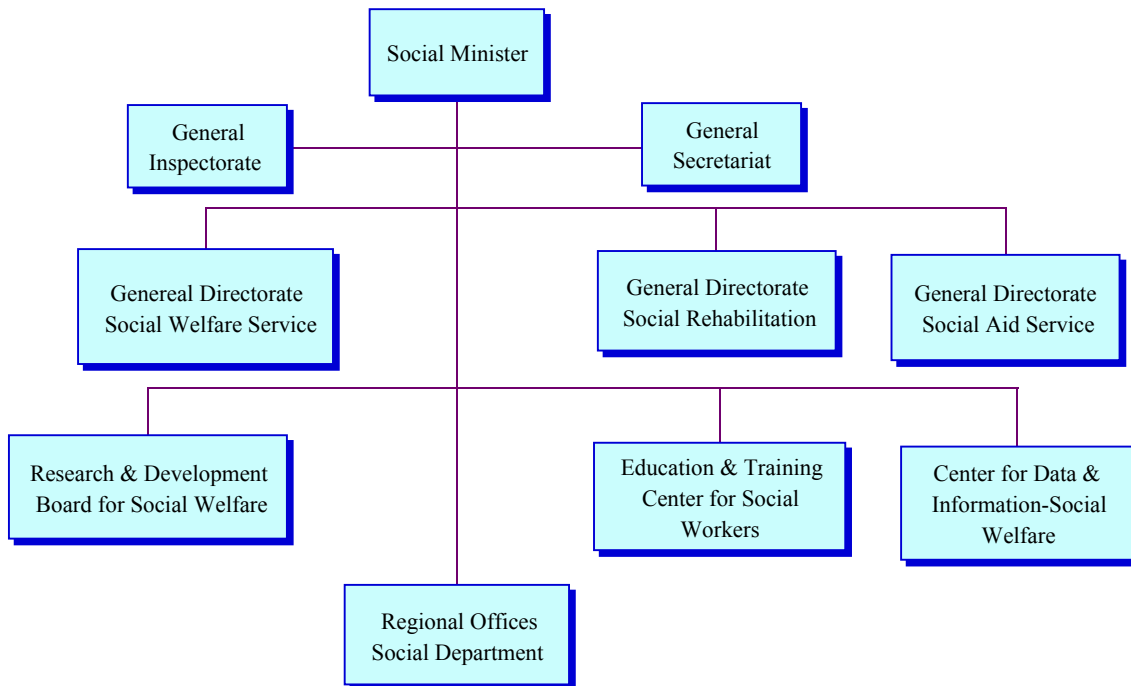 Social Minister
General
Inspectorate
General
Secretariat
Genereal Directorate
Social Welfare Service
General Directorate
Social Rehabilitation
General Directorate
Social Aid Service
Research & Development
Board for Social Welfare
Education & Training
Center for Social
Workers
Center for Data &
Information-Social
Welfare
Regional Offices
Social Department